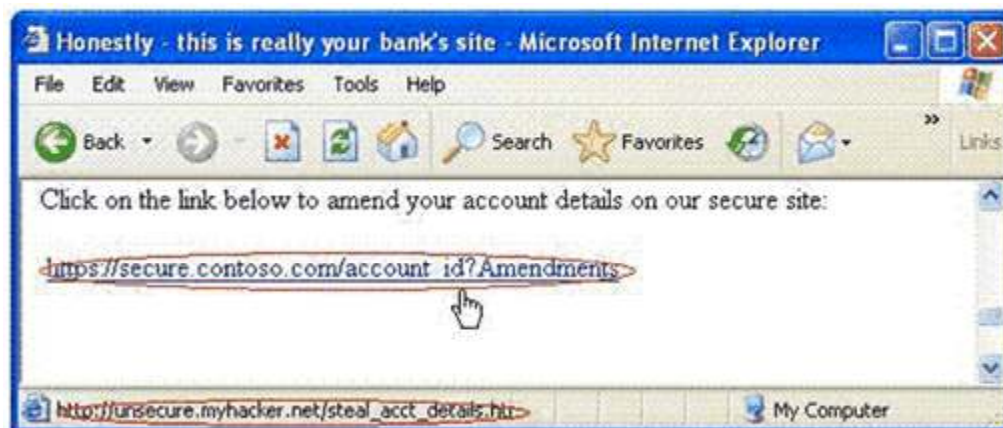 Honestly - this is really your bank's site - Microsoft Internet Explorer
File Edit View Favorites Tools Help
Back Search Favorites » Links
Click on the link below to amend your account details on our secure site:
https://secure.contoso.com/account_id?Amendments
http://unsecure.myhacker.net/steal_acct_details.htm My Computer